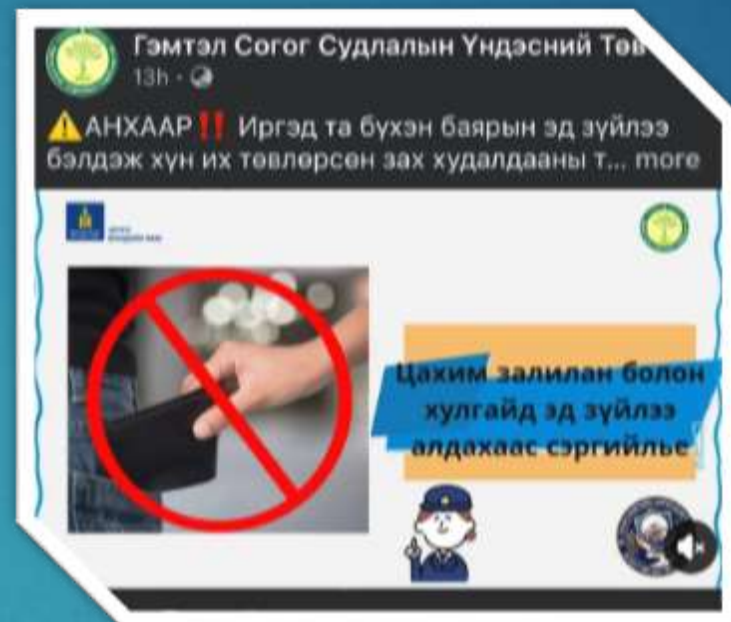 Гэмтэл Согог Судлалын Үндэсний Төв
13h
АНХААР Иргэд та бүхэн баярын эд зүйлээ
бэлдэж хүн их төвлөрсөн зах худалдааны т... more
Цахим залилан болон
хулгайд эд зүйлээ
алдахаас сэргийлье